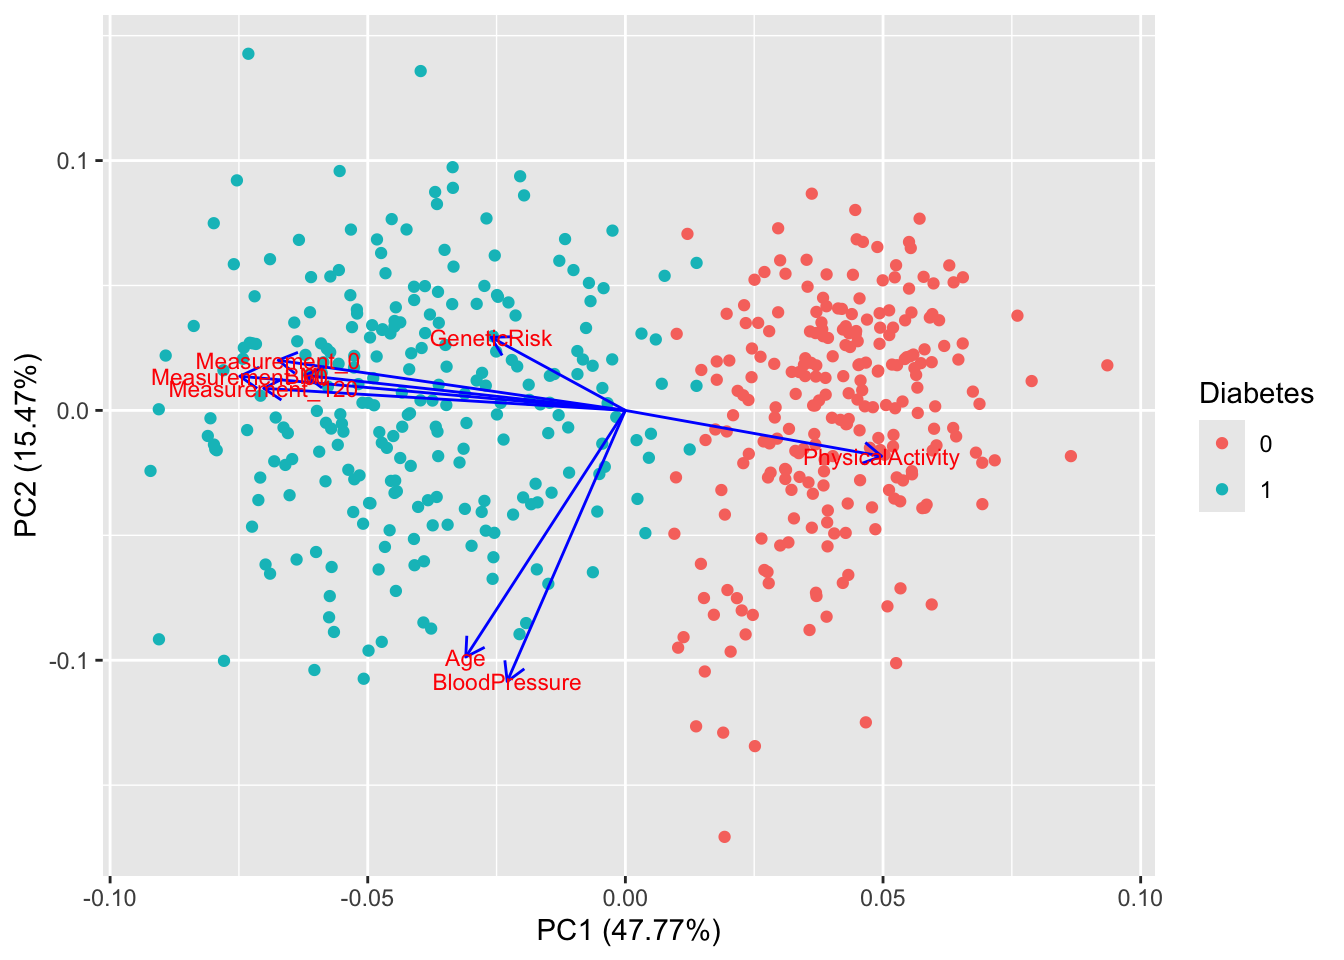 0.1
GeneticRisk
Measurement_0
Measurement_120
0.0
PhysicalActivity
-0.1
Age
BloodPressure
PC2 (15.47%)
-0.10
-0.05
0.00
0.05
0.10
PC1 (47.77%)
Diabetes
0
1